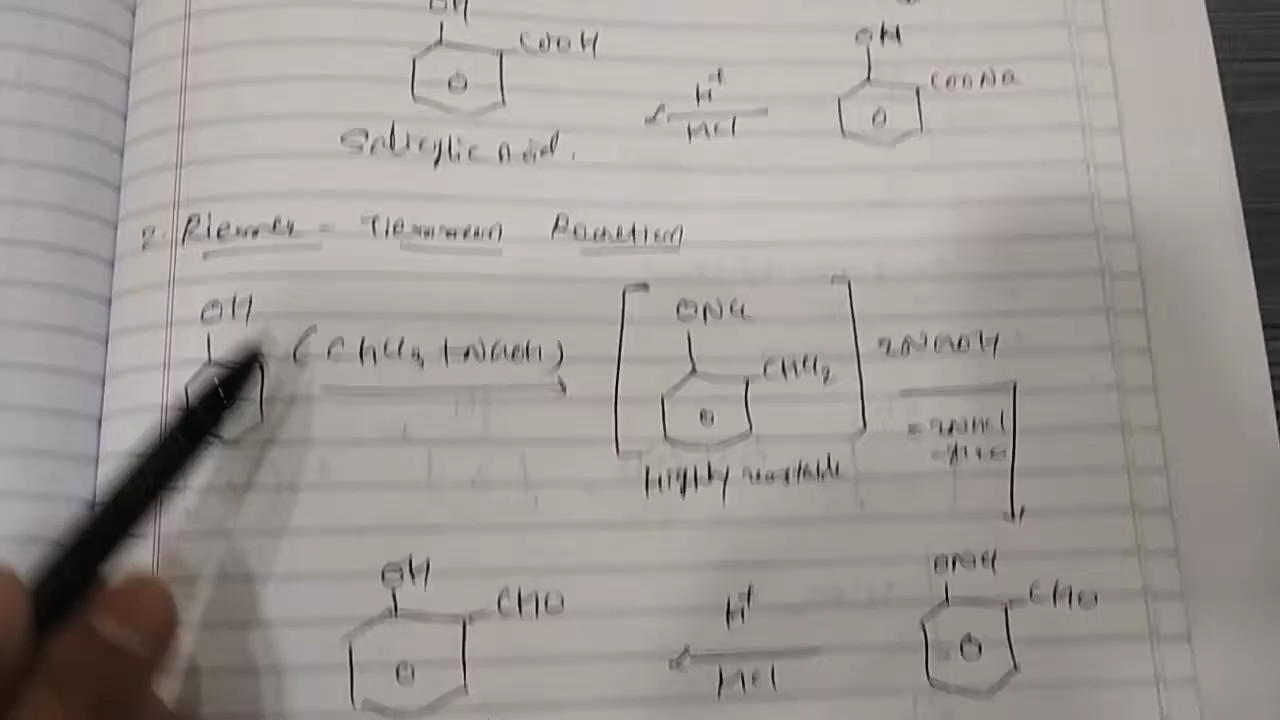 OH
COOH
OH
COONa
H+
HCl
Salicylic Acid.
2. Riemer - Tiemann Reaction
OH
(CHCl3 + NaOH)
ONa
CHCl2
2NaOH
Highly
-2NaCl
ONa
CHO
H+
HCl
OH
CHO